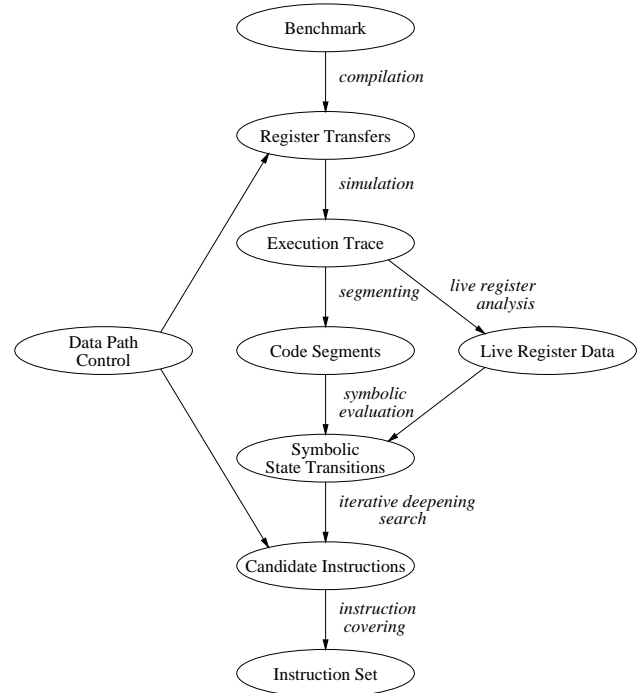 Benchmark
compilation
Register Transfers
simulation
Execution Trace
segmenting
live register
analysis
Data Path
Control
Code Segments
Live Register Data
symbolic
evaluation
Symbolic
State Transitions
iterative deepening
search
Candidate Instructions
instruction
covering
Instruction Set